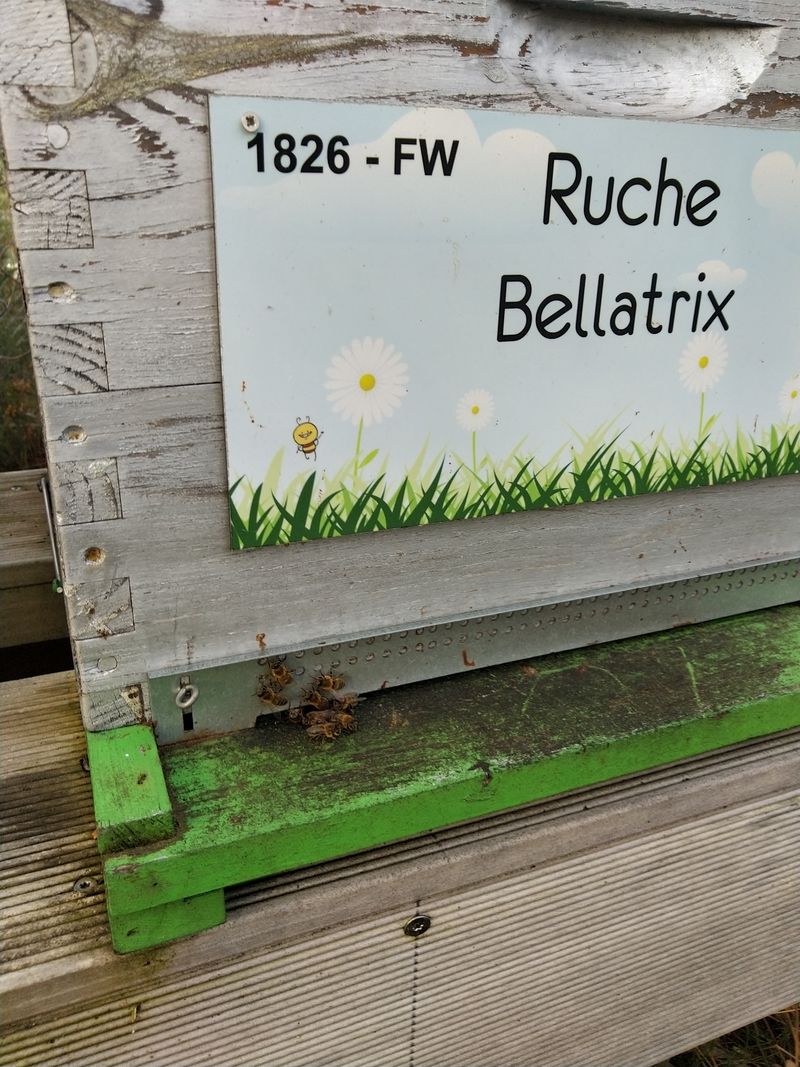 1826 - FW
Ruche
Bellatrix